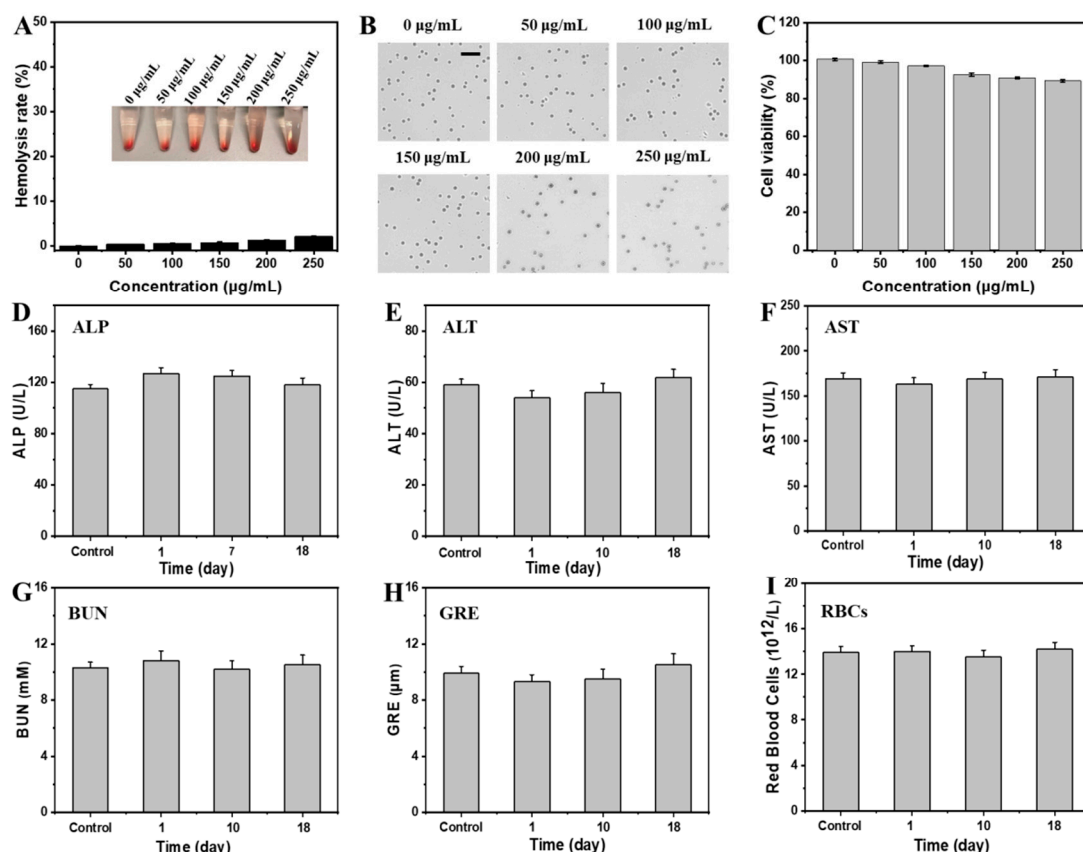 A
50
40
30
20
10
0
Hemolysis rate (%)
0 µg/mL
50 µg/mL
100 µg/mL
150 µg/mL
200 µg/mL
250 µg/mL
0 50 100 150 200 250
Concentration (µg/mL)
B
0 µg/mL 50 µg/mL 100 µg/mL
150 µg/mL 200 µg/mL 250 µg/mL
C
120
100
80
60
40
20
0
Cell viability (%)
0 50 100 150 200 250
Concentration (µg/mL)
D
ALP
160
120
80
40
0
ALP (U/L)
Control 1 7 18
Time (day)
E
ALT
80
60
40
20
0
ALT (U/L)
Control 1 10 18
Time (day)
F
AST
250
200
150
100
50
0
AST (U/L)
Control 1 10 18
Time (day)
G
BUN
16
12
8
4
0
BUN (mM)
Control 1 10 18
Time (day)
H
GRE
16
12
8
4
0
GRE (µm)
Control 1 10 18
Time (day)
I
RBCs
20
16
12
8
4
0
Red Blood Cells (10¹²/L)
Control 1 10 18
Time (day)